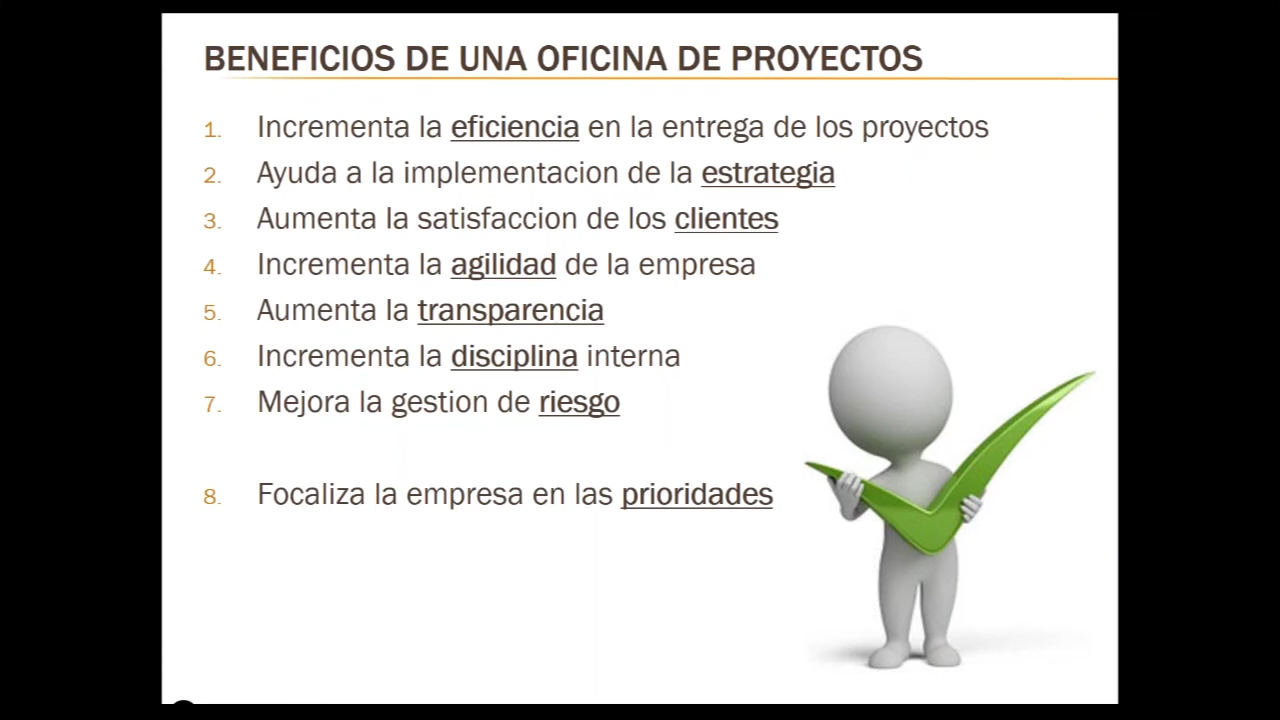 BENEFICIOS DE UNA OFICINA DE PROYECTOS
1. Incrementa la eficiencia en la entrega de los proyectos
2. Ayuda a la implementacion de la estrategia
3. Aumenta la satisfaccion de los clientes
4. Incrementa la agilidad de la empresa
5. Aumenta la transparencia
6. Incrementa la disciplina interna
7. Mejora la gestion de riesgo
8. Focaliza la empresa en las prioridades